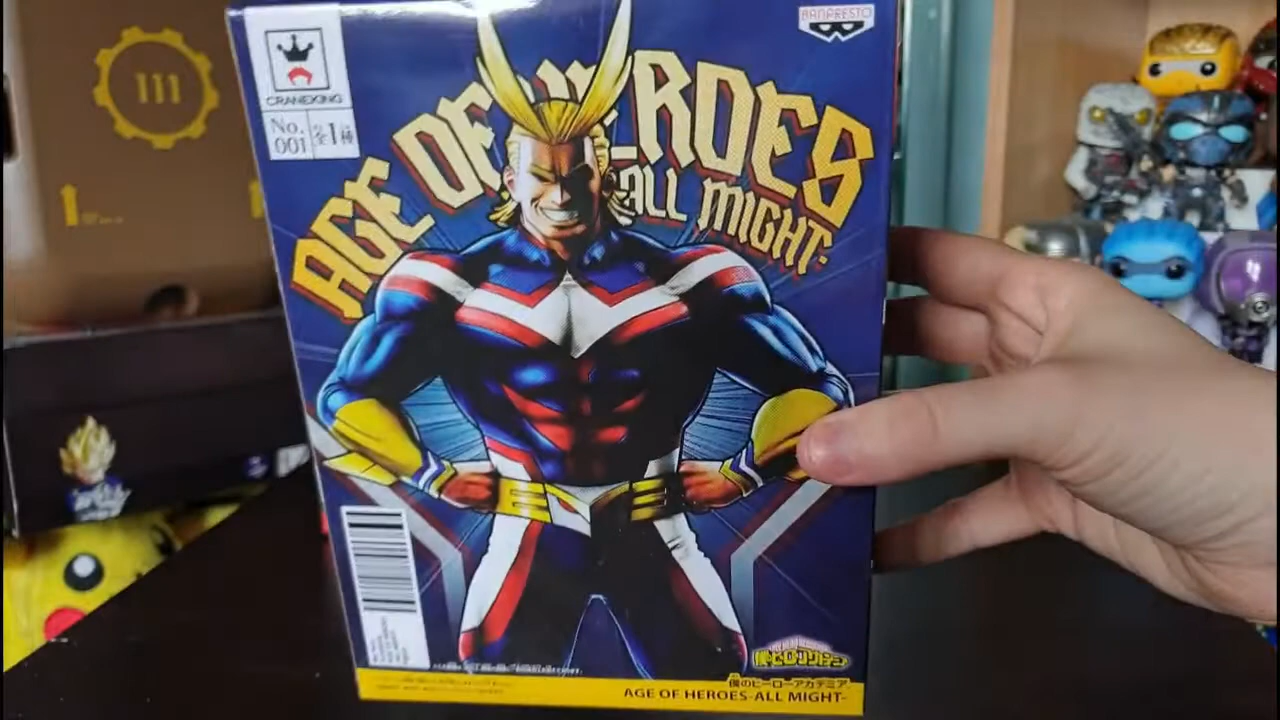 111
CRANEKING
No.
001
全1種
BANPRESTO
AGE OF HEROES
-ALL MIGHT-
僕のヒーローアカデミア
AGE OF HEROES-ALL MIGHT-